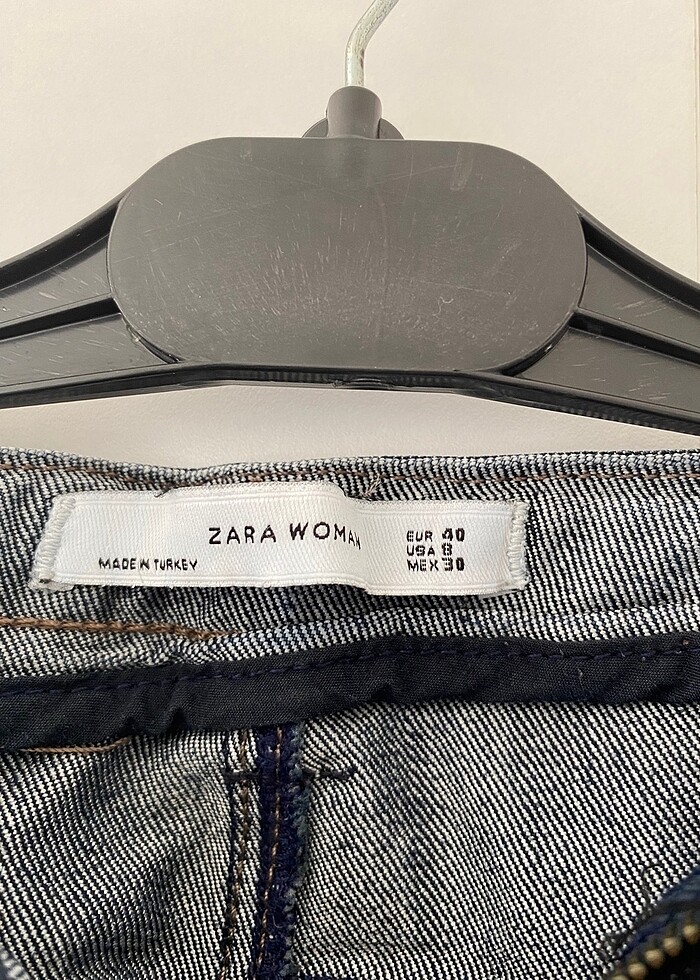 ZARA WOMAN
MADE IN TURKEY
EUR 40
USA 8
MEX 30